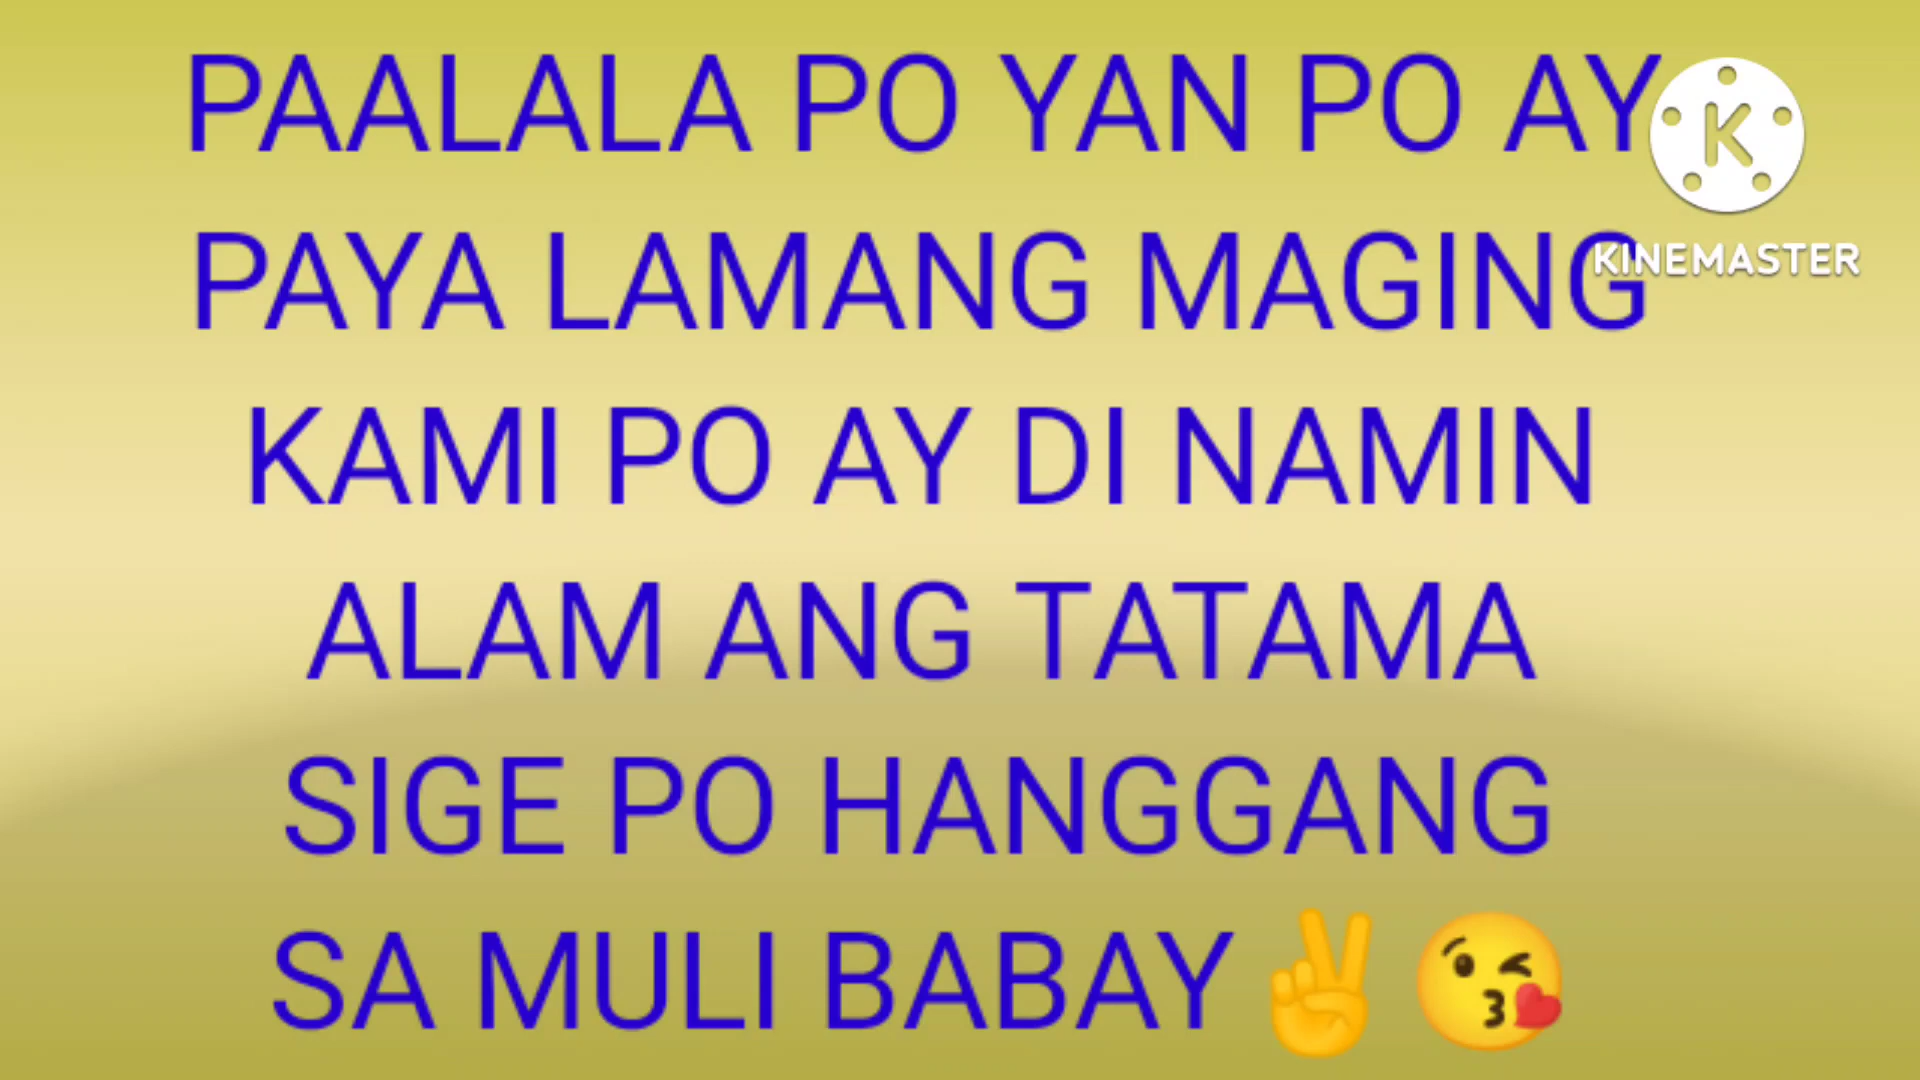 PAALALA PO YAN PO AY
PAYA LAMANG MAGING
KAMI PO AY DI NAMIN
ALAM ANG TATAMA
SIGE PO HANGGANG
SA MULI BABAY✌😘
K
KINEMASTER